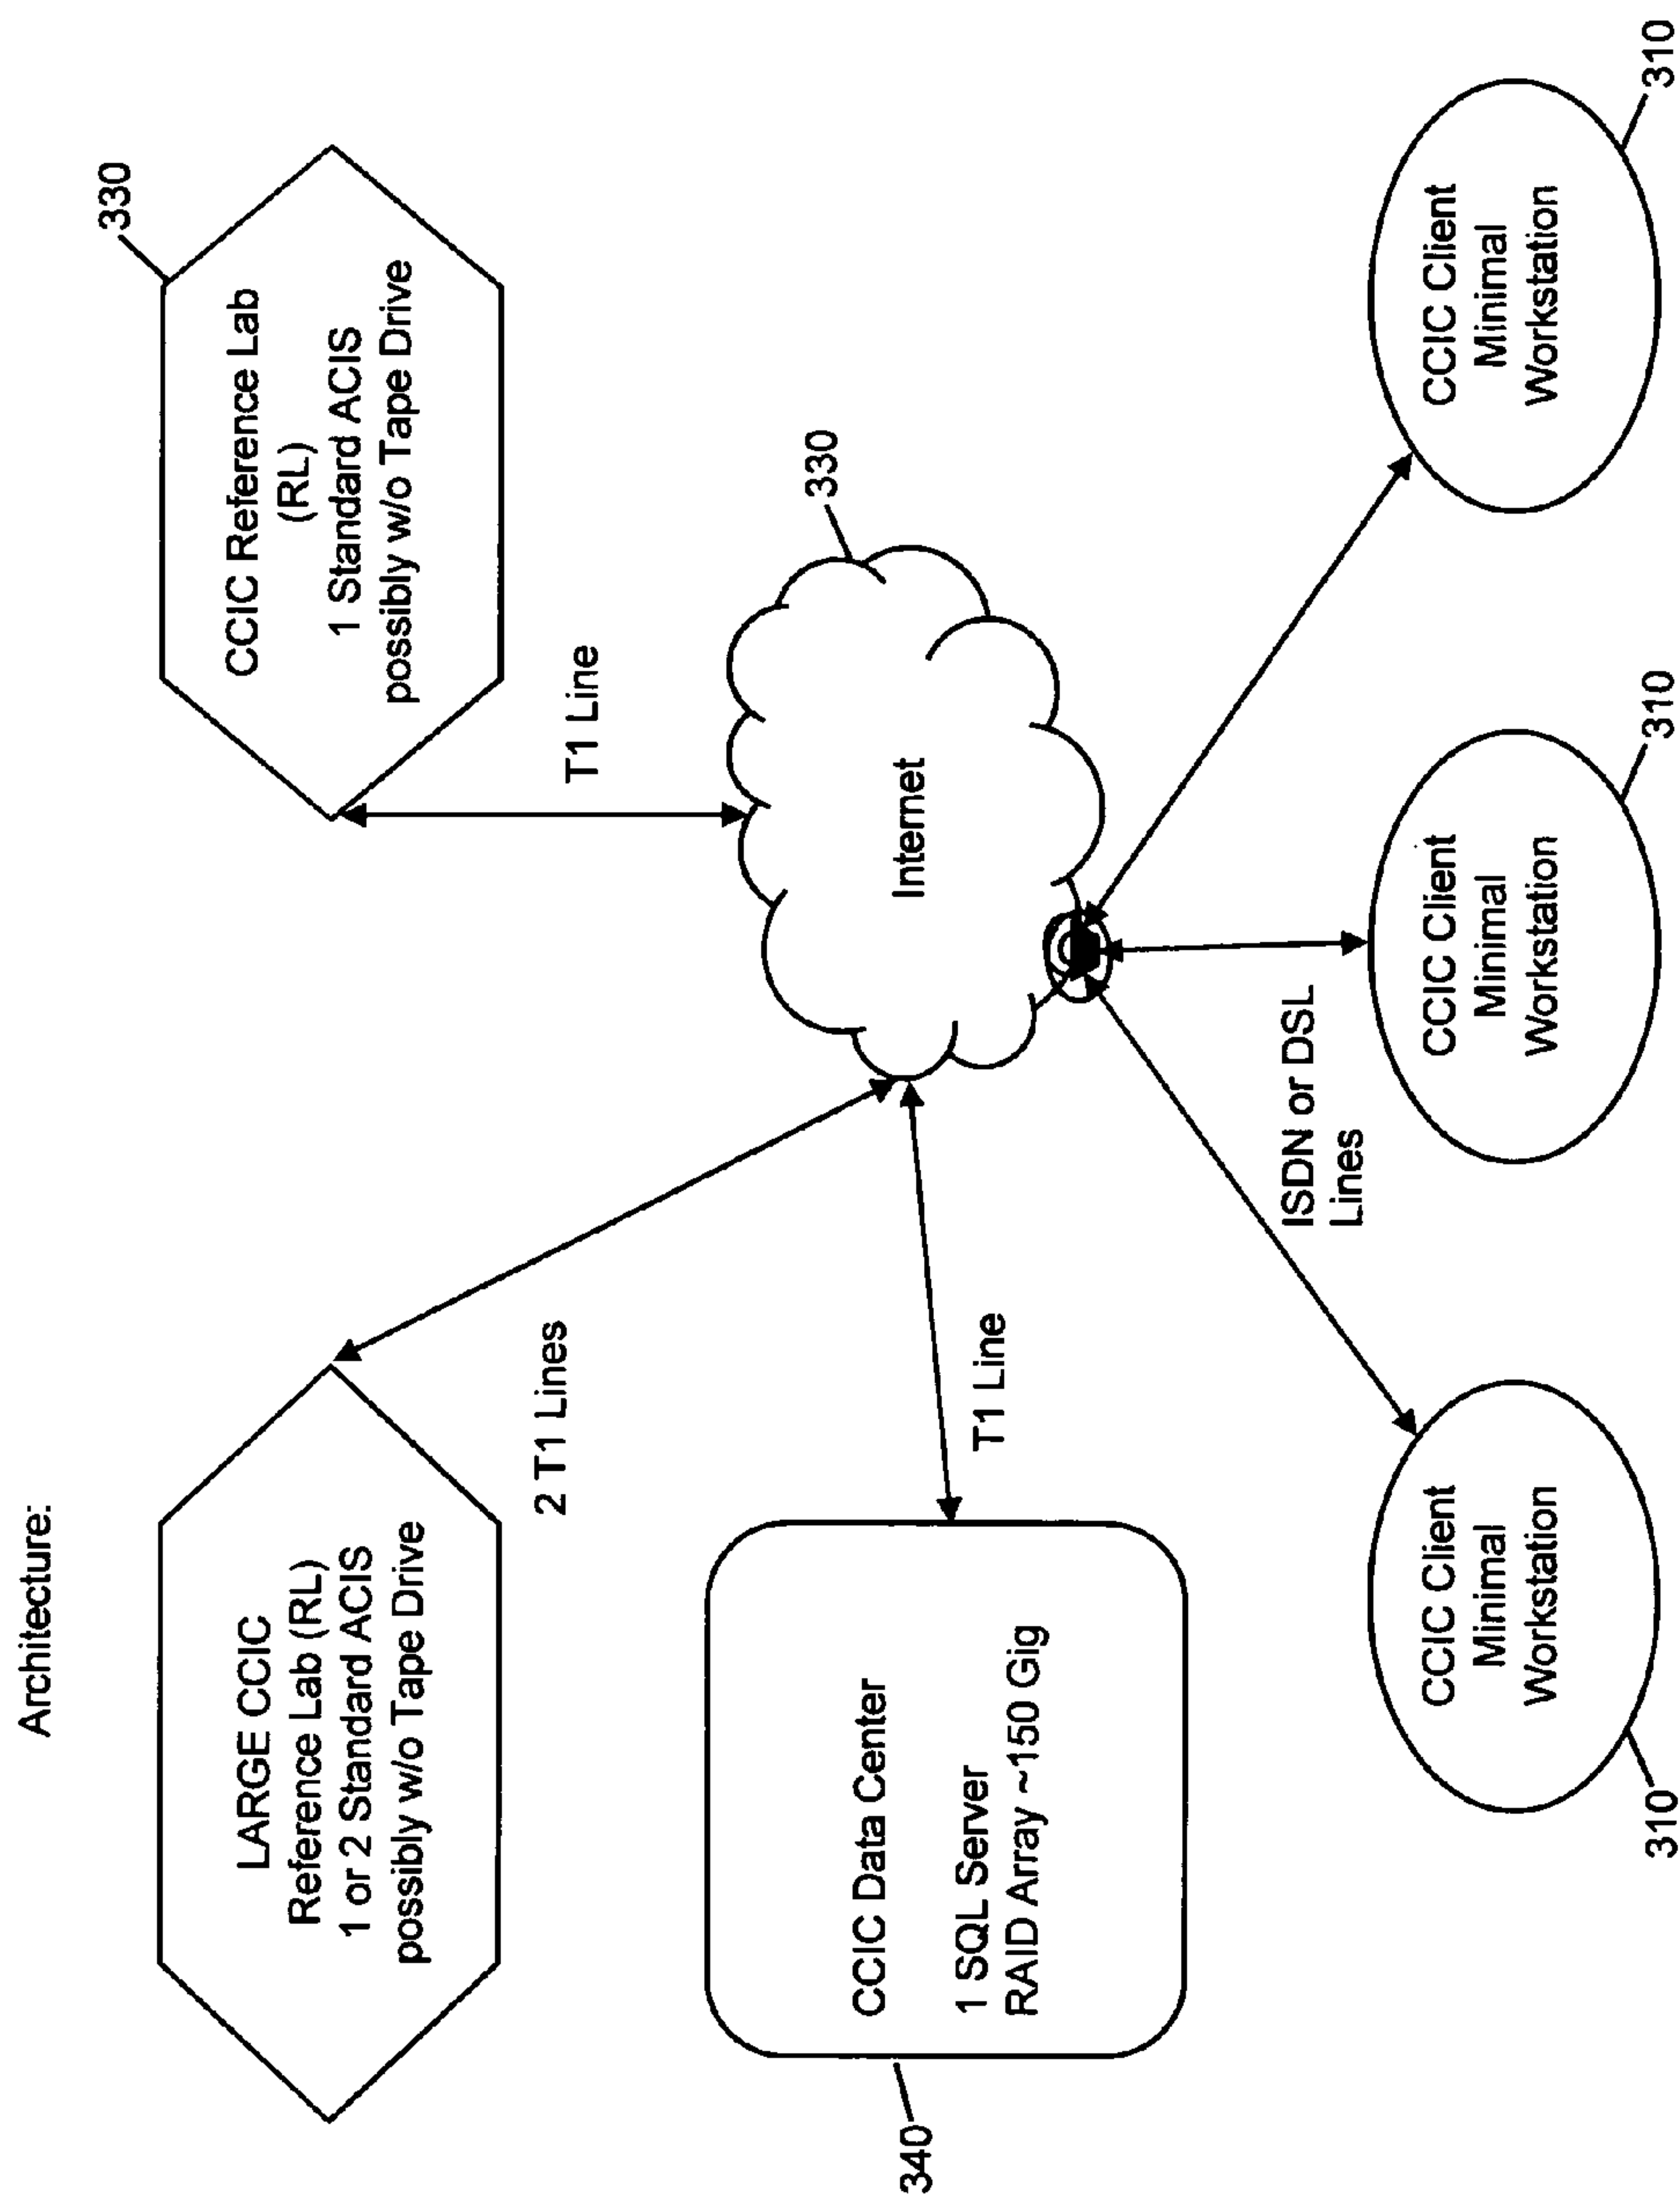 Architecture:
LARGE CCIC
Reference Lab (RL)
1 or 2 Standard ACIS
possibly w/o Tape Drive
330
CCIC Reference Lab
(RL)
1 Standard ACIS
possibly w/o Tape Drive
2 T1 Lines
T1 Line
330
Internet
CCIC Data Center
1 SQL Server
RAID Array ~150 Gig
340
T1 Line
ISDN or DSL
Lines
CCIC Client
Minimal
Workstation
310
CCIC Client
Minimal
Workstation
310
CCIC Client
Minimal
Workstation
310